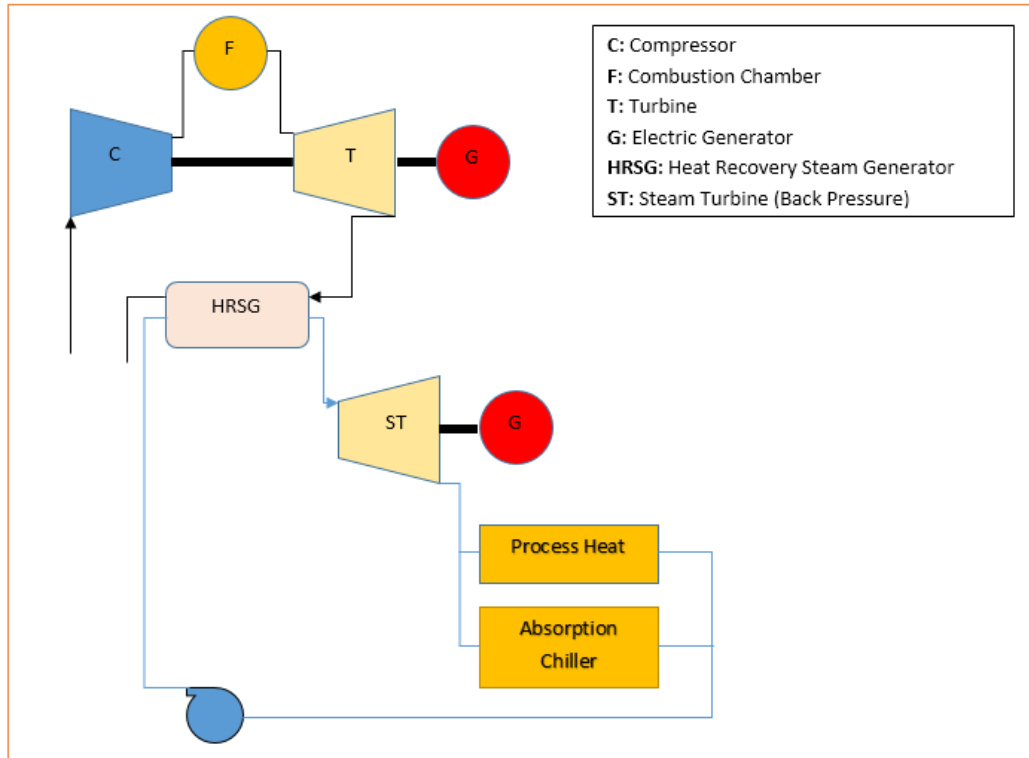 F
C
T
G
HRSG
ST
G
Process Heat
Absorption
Chiller
C: Compressor
F: Combustion Chamber
T: Turbine
G: Electric Generator
HRSG: Heat Recovery Steam Generator
ST: Steam Turbine (Back Pressure)